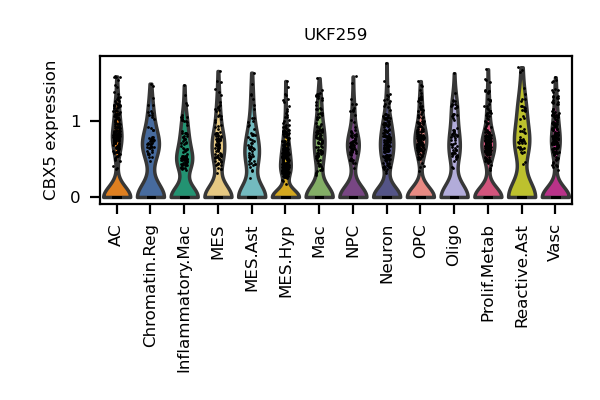 UKF259
CBX5 expression
1
0
AC
Chromatin.Reg
Inflammatory.Mac
MES
MES.Ast
MES.Hyp
Mac
NPC
Neuron
OPC
Oligo
Prolif.Metab
Reactive.Ast
Vasc